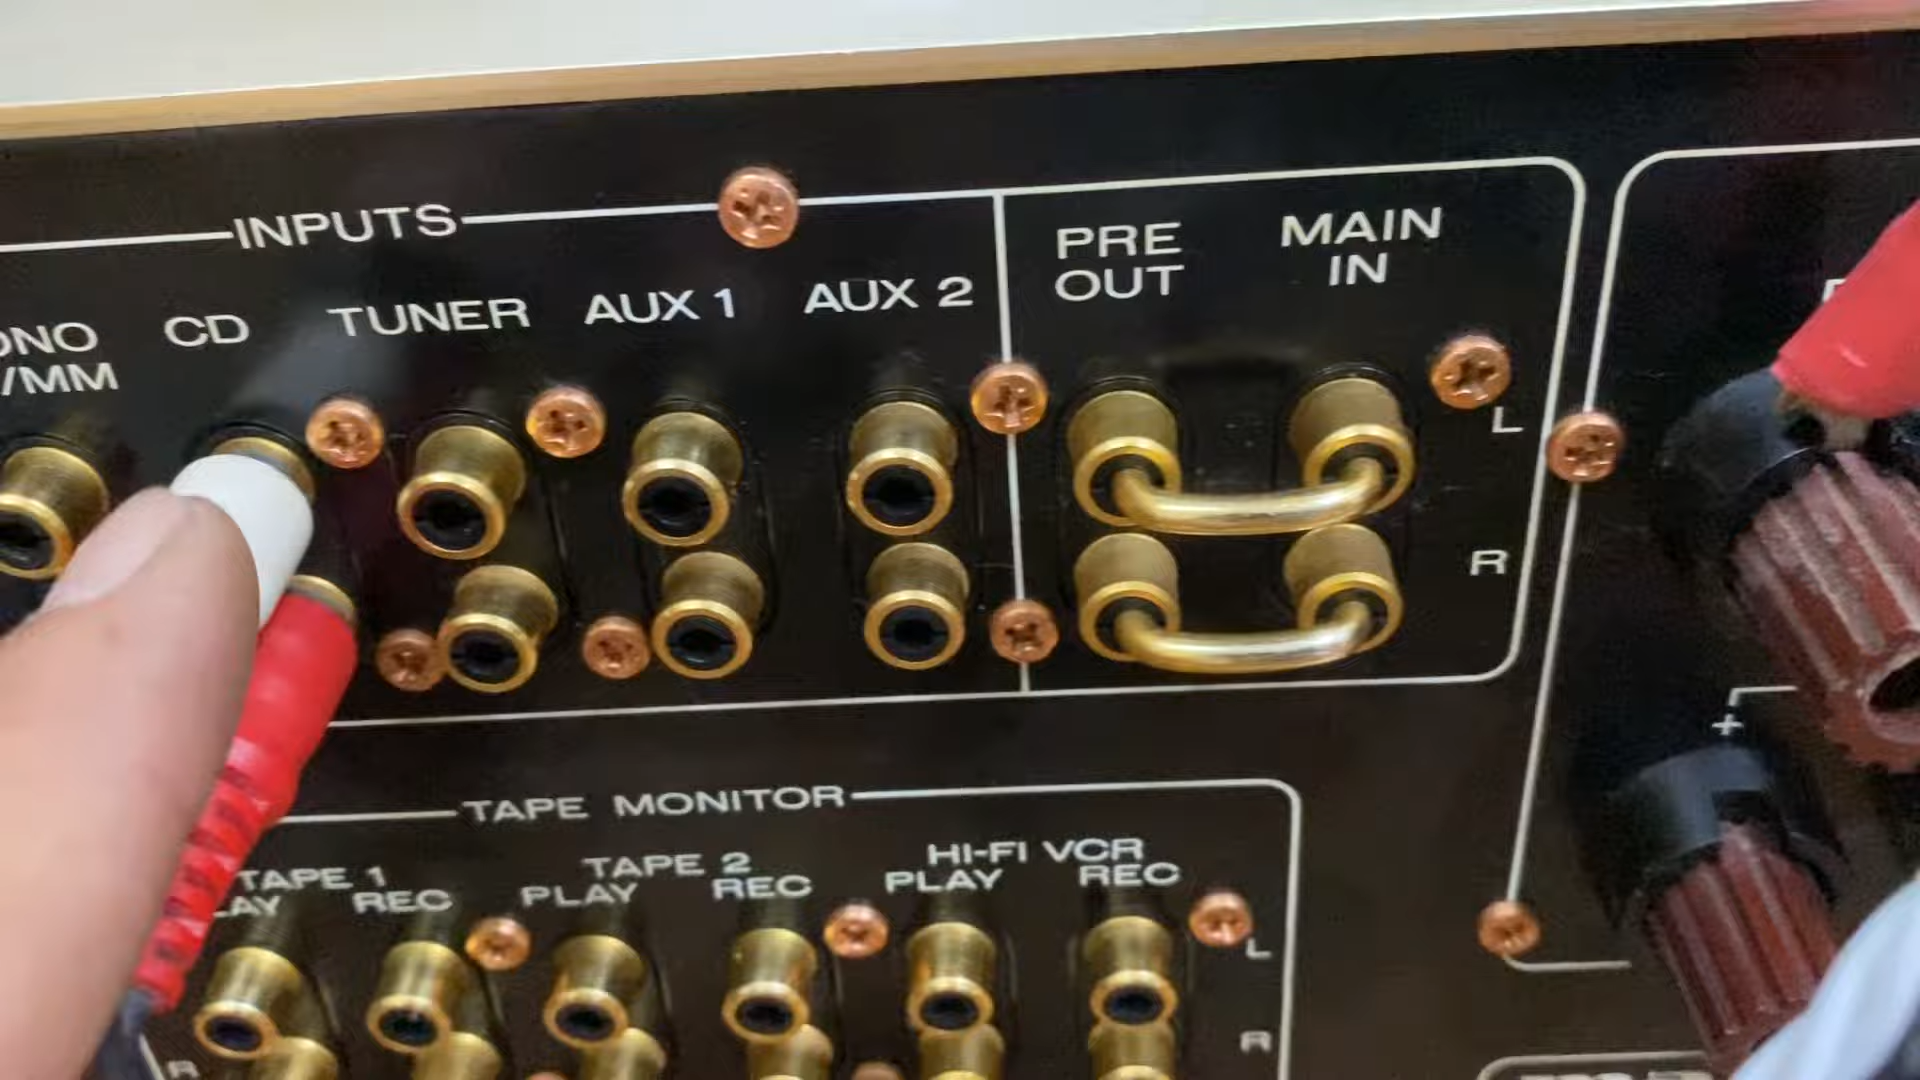 INPUTS
CD
TUNER
AUX 1
AUX 2
PRE
OUT
MAIN
IN
/MM
L
R
+
TAPE MONITOR
TAPE 1
REC
TAPE 2
PLAY
REC
HI-FI VCR
PLAY
REC
L
R
R